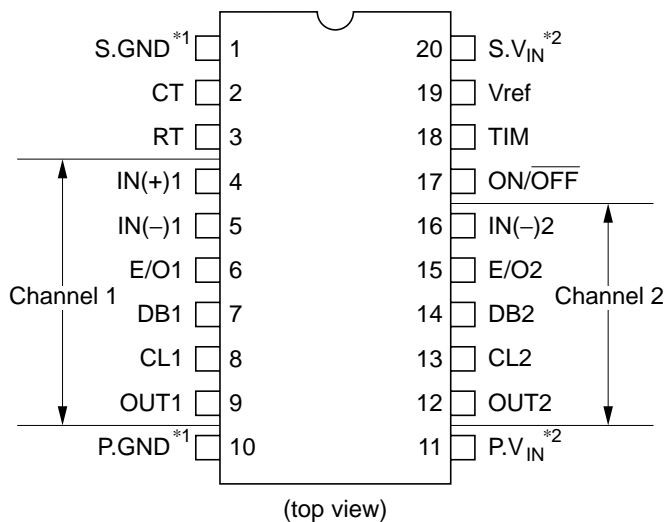 S.GND*1 1 20 S.VIN*2
CT 2 19 Vref
RT 3 18 TIM
IN(+)1 4 17 ON/OFF
IN(−)1 5 16 IN(−)2
E/O1 6 15 E/O2
Channel 1 Channel 2
DB1 7 14 DB2
CL1 8 13 CL2
OUT1 9 12 OUT2
P.GND*1 10 11 P.VIN*2
(top view)